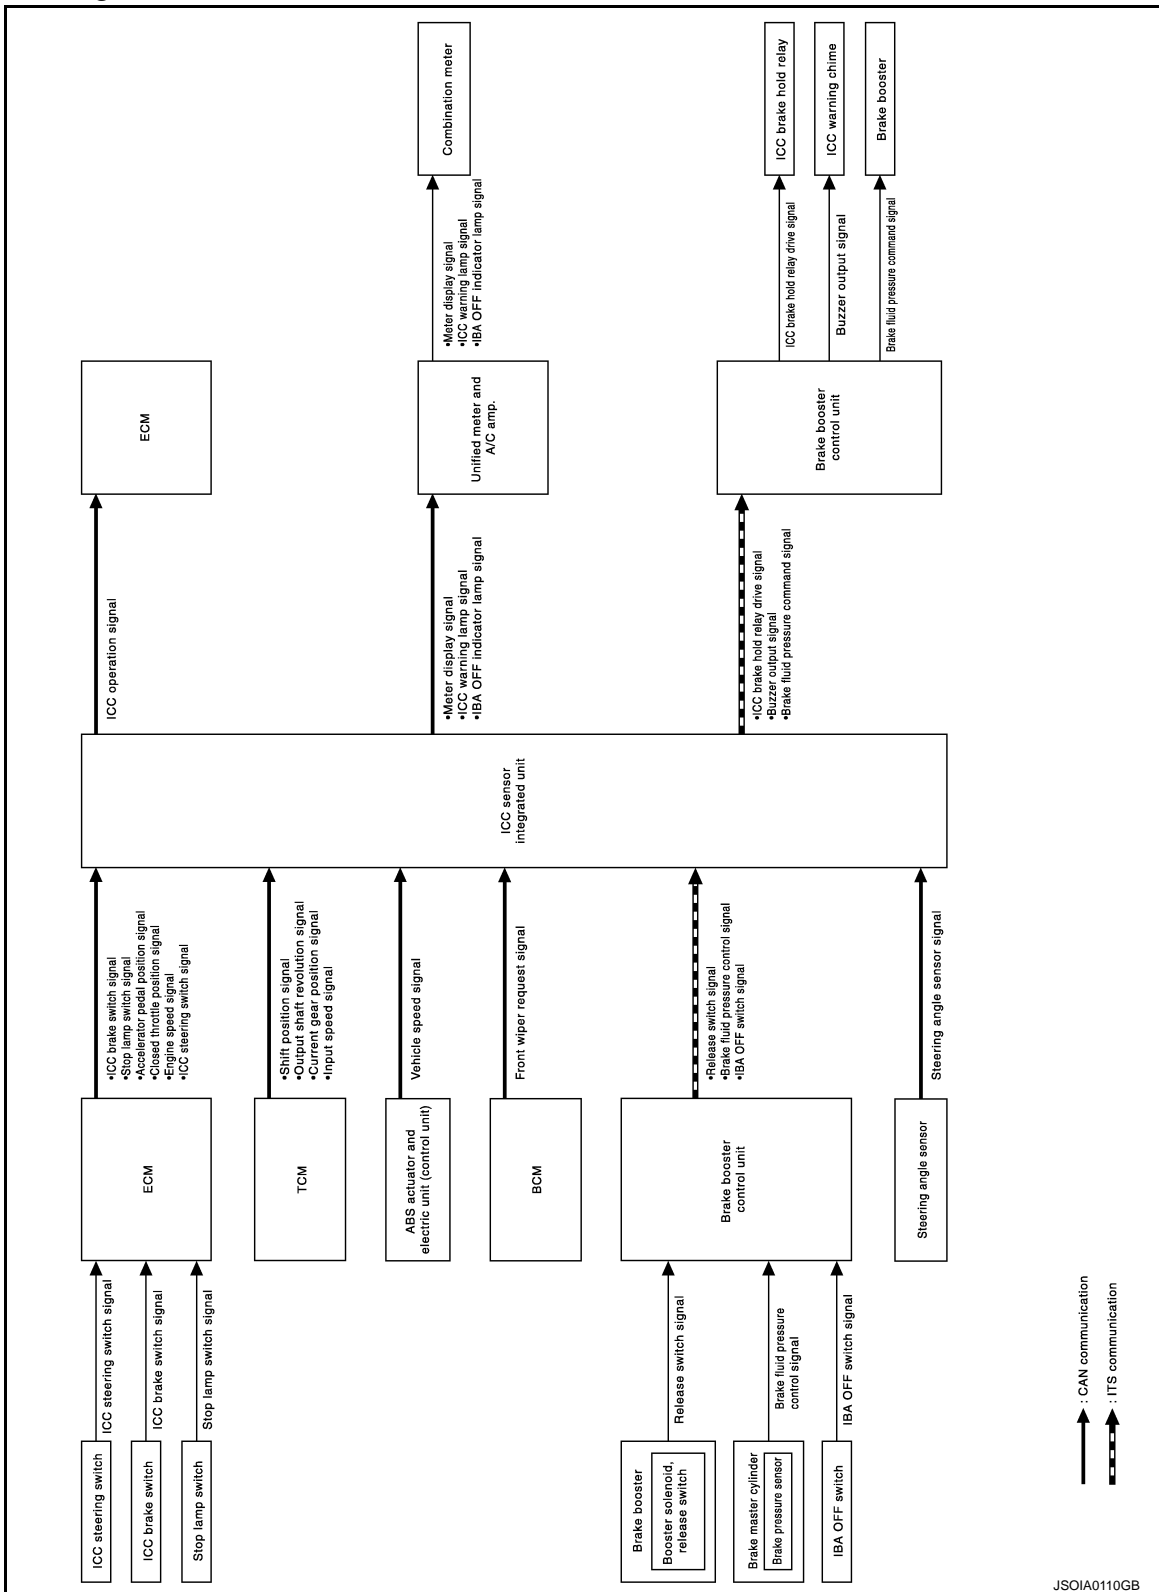 ICC steering switch
ICC brake switch
Stop lamp switch
Brake booster
Booster solenoid,
release switch
Brake master cylinder
Brake pressure sensor
IBA OFF switch
ICC steering switch signal
ICC brake switch signal
Stop lamp switch signal
Release switch signal
Brake fluid pressure
control signal
IBA OFF switch signal
ECM
TCM
ABS actuator and
electric unit (control unit)
BCM
Brake booster
control unit
Steering angle sensor
•ICC brake switch signal
•Stop lamp switch signal
•Accelerator pedal position signal
•Closed throttle position signal
•Engine speed signal
•ICC steering switch signal
•Shift position signal
•Output shaft revolution signal
•Current gear position signal
•Input speed signal
Vehicle speed signal
Front wiper request signal
•Release switch signal
•Brake fluid pressure control signal
•IBA OFF switch signal
Steering angle sensor signal
ICC sensor
integrated unit
ICC operation signal
•Meter display signal
•ICC warning lamp signal
•IBA OFF indicator lamp signal
•ICC brake hold relay drive signal
•Buzzer output signal
•Brake fluid pressure command signal
ECM
Unified meter and
A/C amp.
Brake booster
control unit
•Meter display signal
•ICC warning lamp signal
•IBA OFF indicator lamp signal
ICC brake hold relay drive signal
Buzzer output signal
Brake fluid pressure command signal
Combination meter
ICC brake hold relay
ICC warning chime
Brake booster
: CAN communication
: ITS communication
JSOIA0110GB